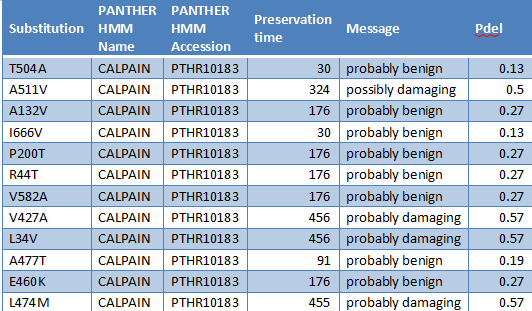 Substitution PANTHER HMM Name PANTHER HMM Accession Preservation time Message Pdel
T504A CALPAIN PTHR10183 30 probably benign 0.13
A511V CALPAIN PTHR10183 324 possibly damaging 0.5
A132V CALPAIN PTHR10183 176 probably benign 0.27
I666V CALPAIN PTHR10183 30 probably benign 0.13
P200T CALPAIN PTHR10183 176 probably benign 0.27
R44T CALPAIN PTHR10183 176 probably benign 0.27
V582A CALPAIN PTHR10183 176 probably benign 0.27
V427A CALPAIN PTHR10183 456 probably damaging 0.57
L34V CALPAIN PTHR10183 456 probably damaging 0.57
A477T CALPAIN PTHR10183 91 probably benign 0.19
E460K CALPAIN PTHR10183 176 probably benign 0.27
L474M CALPAIN PTHR10183 455 probably damaging 0.57